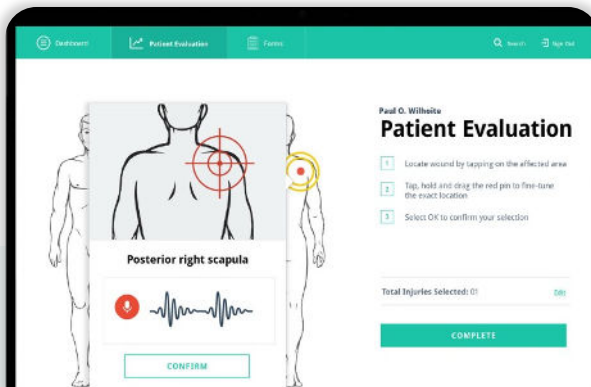 Dashboard
Patient Evaluation
Forms
Search
Sign Out
Paul O. Wilhoite
Patient Evaluation
1 Locate wound by tapping on the affected area
2 Tap, hold and drag the red pin to fine-tune
the exact location
3 Select OK to confirm your selection
Posterior right scapula
Total Injuries Selected: 01
Edit
CONFIRM
COMPLETE